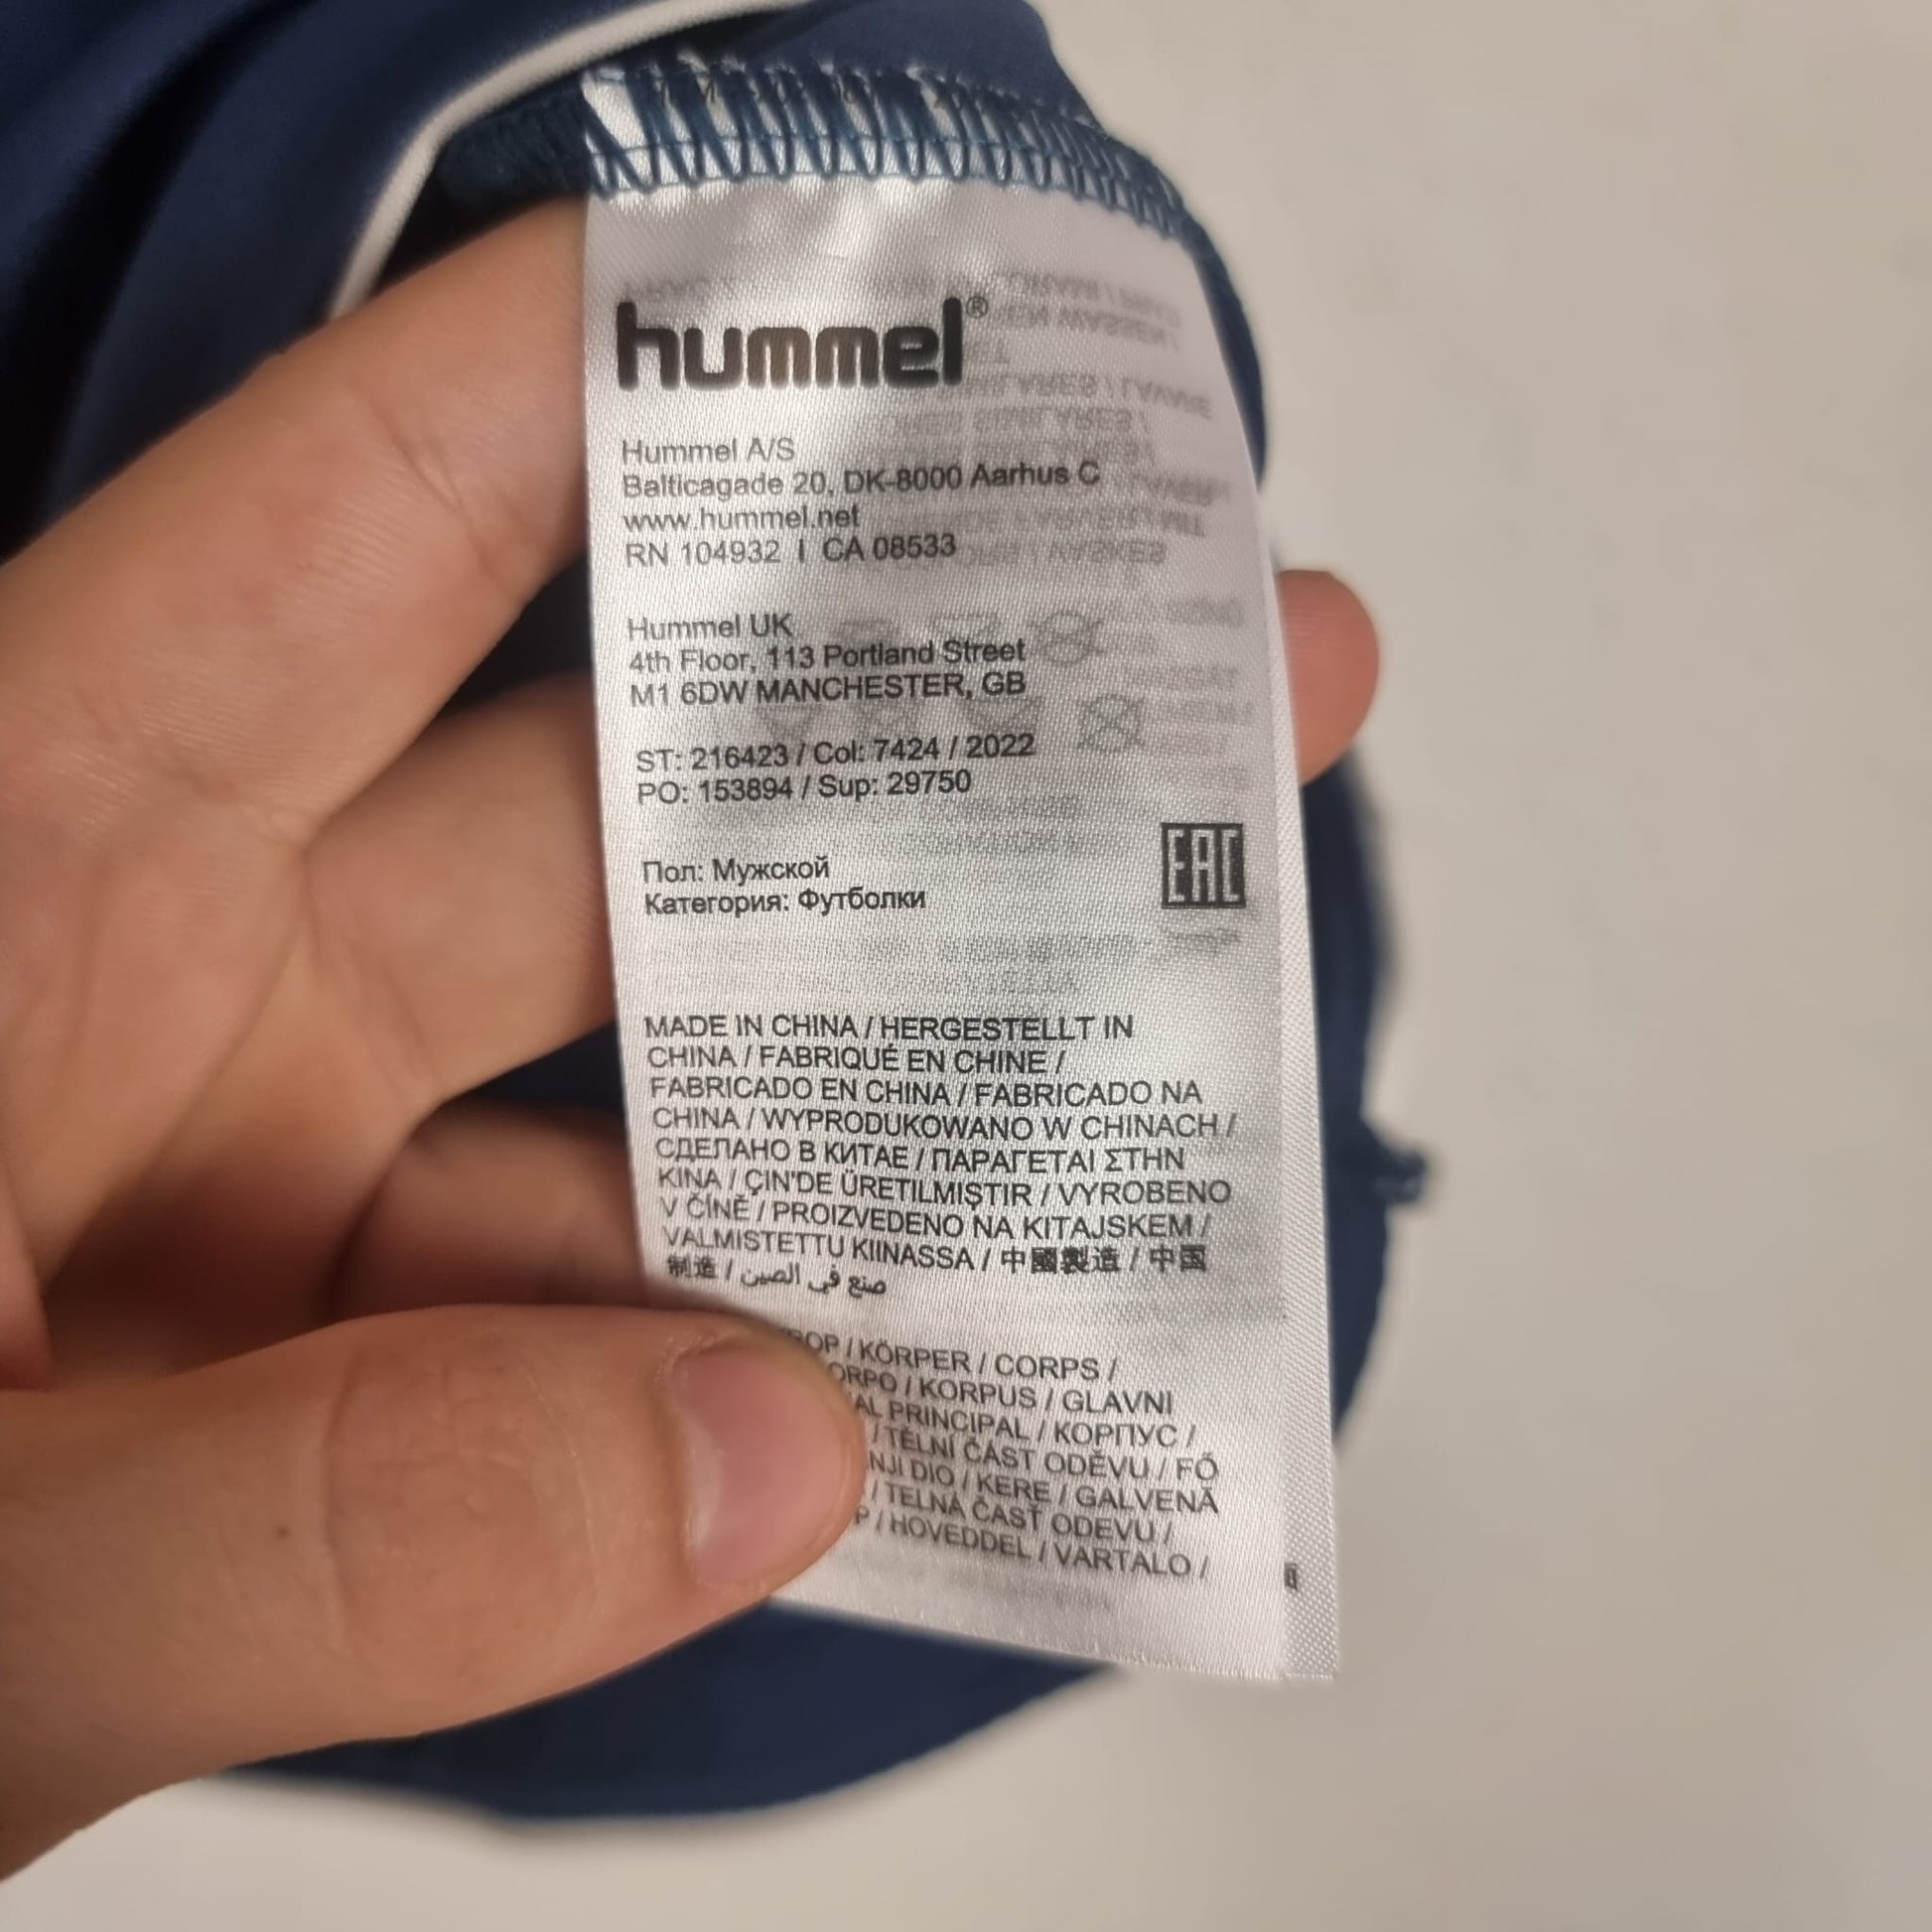 hummel®
Hummel A/S
Balticagade 20, DK-8000 Aarhus C
www.hummel.net
RN 104932 I CA 08533
Hummel UK
4th Floor, 113 Portland Street
M1 6DW MANCHESTER, GB
ST: 216423 / Col: 7424 / 2022
PO: 153894 / Sup: 29750
EAC
Пол: Мужской
Категория: Футболки
MADE IN CHINA / HERGESTELLT IN
CHINA / FABRIQUÉ EN CHINE /
FABRICADO EN CHINA / FABRICADO NA
CHINA / WYPRODUKOWANO W CHINACH /
СДЕЛАНО В КИТАЕ / ΠΑΡΑΓΕΤΑΙ ΣΤΗΝ
ΚΙΝΑ / ÇIN'DE ÜRETILMIŞTIR / VYROBENO
V ČÍNĚ / PROIZVEDENO NA KITAJSKEM /
VALMISTETTU KIINASSA / 中國製造 / 中国
制造 / صنع في الصين
/ KÖRPER / CORPS /
/ KORPUS / GLAVNI
PRINCIPAL / КОРПУС /
/ TĚLNÍ ČÁST ODĚVU / FŐ
DIO / KERE / GALVENĀ
/ TELNÁ ČASŤ ODEVU /
/ HOVEDDEL / VARTALO /